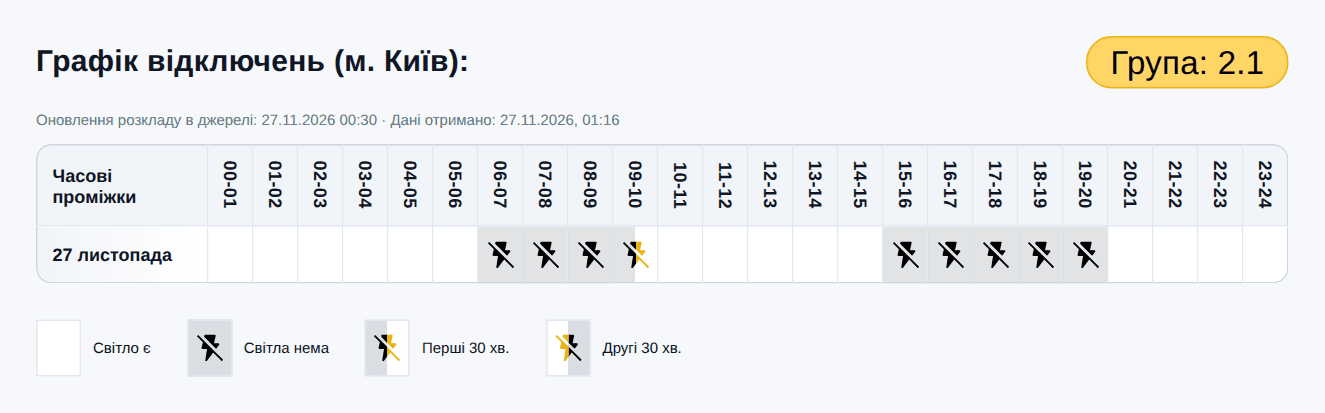 Графік відключень (м. Київ):
Група: 2.1
Оновлення розкладу в джерелі: 27.11.2026 00:30 · Дані отримано: 27.11.2026, 01:16
Часові
проміжки
00-01
01-02
02-03
03-04
04-05
05-06
06-07
07-08
08-09
09-10
10-11
11-12
12-13
13-14
14-15
15-16
16-17
17-18
18-19
19-20
20-21
21-22
22-23
23-24
27 листопада
Світло є
Світла нема
Перші 30 хв.
Другі 30 хв.